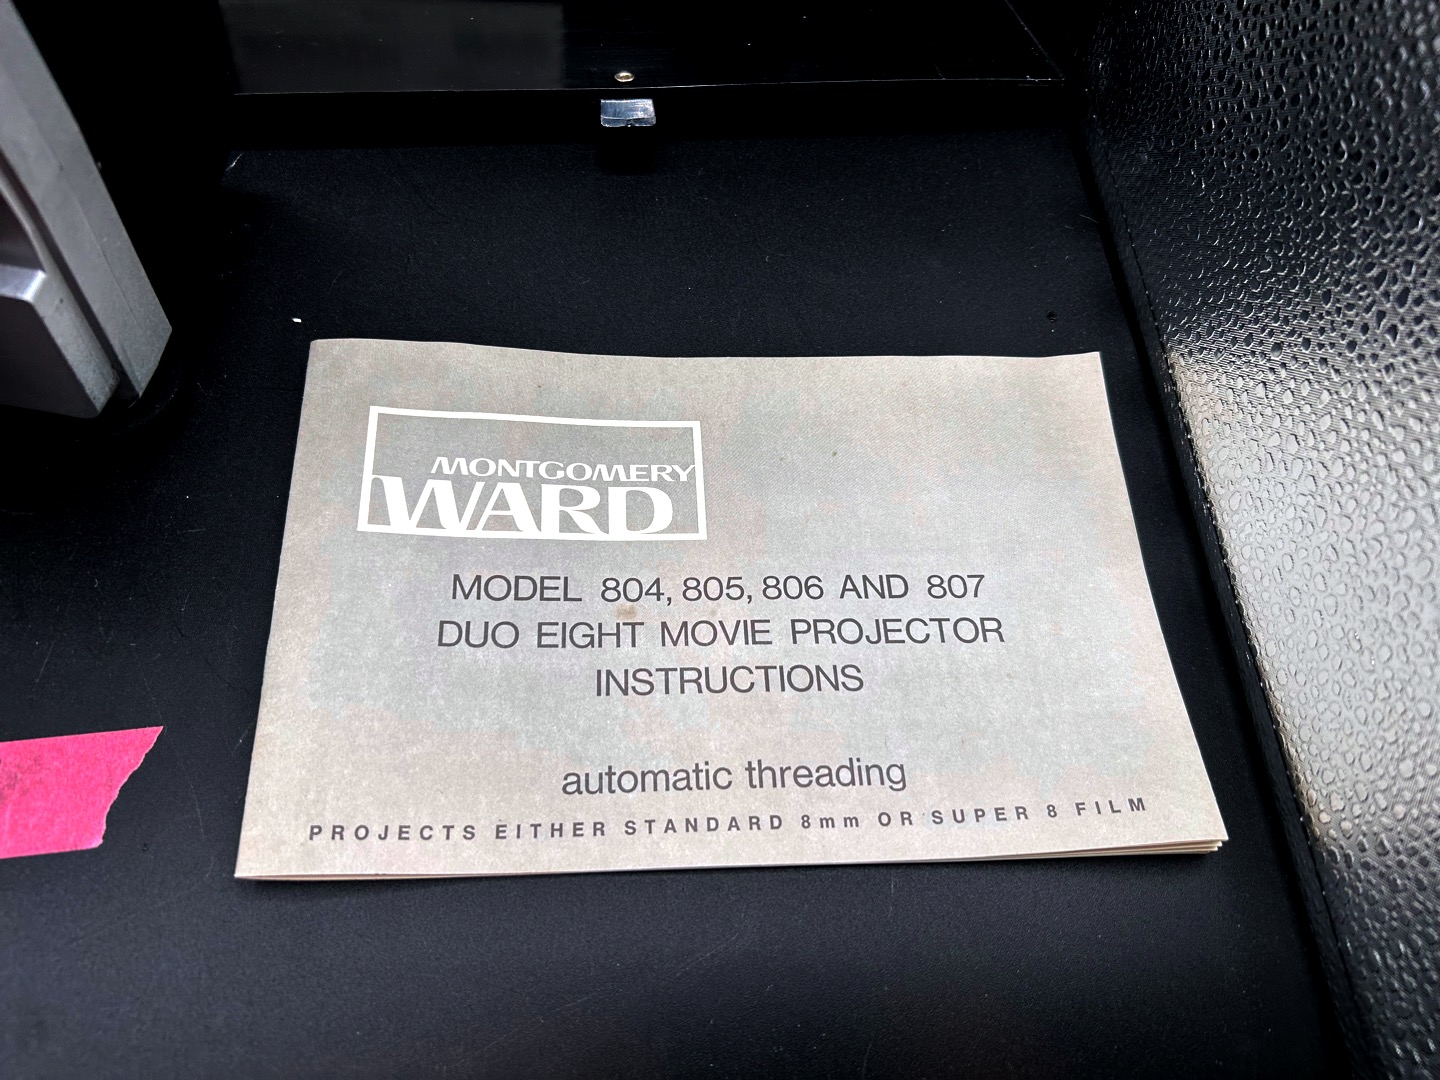 MONTGOMERY
WARD
MODEL 804, 805, 806 AND 807
DUO EIGHT MOVIE PROJECTOR
INSTRUCTIONS
automatic threading
PROJECTS EITHER STANDARD 8mm OR SUPER 8 FILM